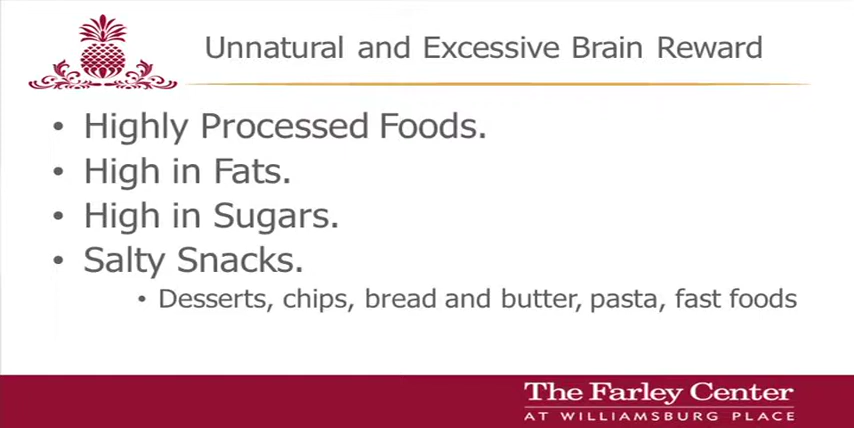 Unnatural and Excessive Brain Reward
• Highly Processed Foods.
• High in Fats.
• High in Sugars.
• Salty Snacks.
• Desserts, chips, bread and butter, pasta, fast foods
The Farley Center
AT WILLIAMSBURG PLACE